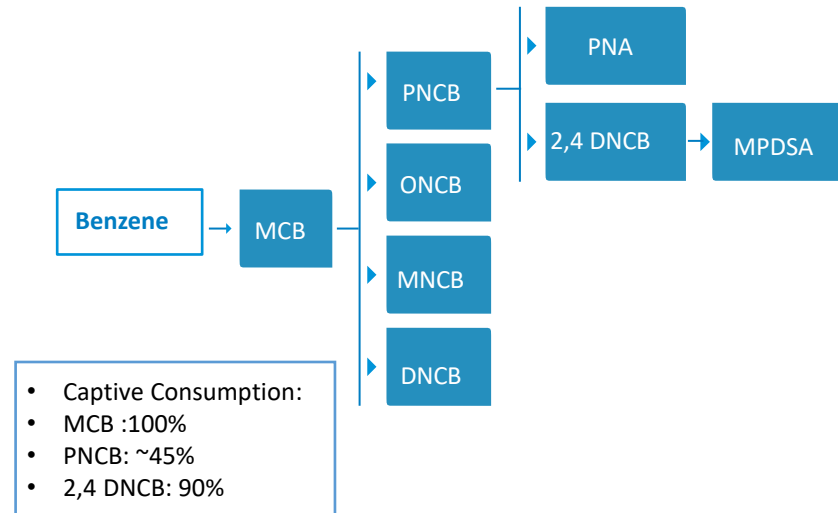 PNA
PNCB
2,4 DNCB
MPDSA
ONCB
Benzene
MCB
MNCB
DNCB
• Captive Consumption:
• MCB :100%
• PNCB: ~45%
• 2,4 DNCB: 90%